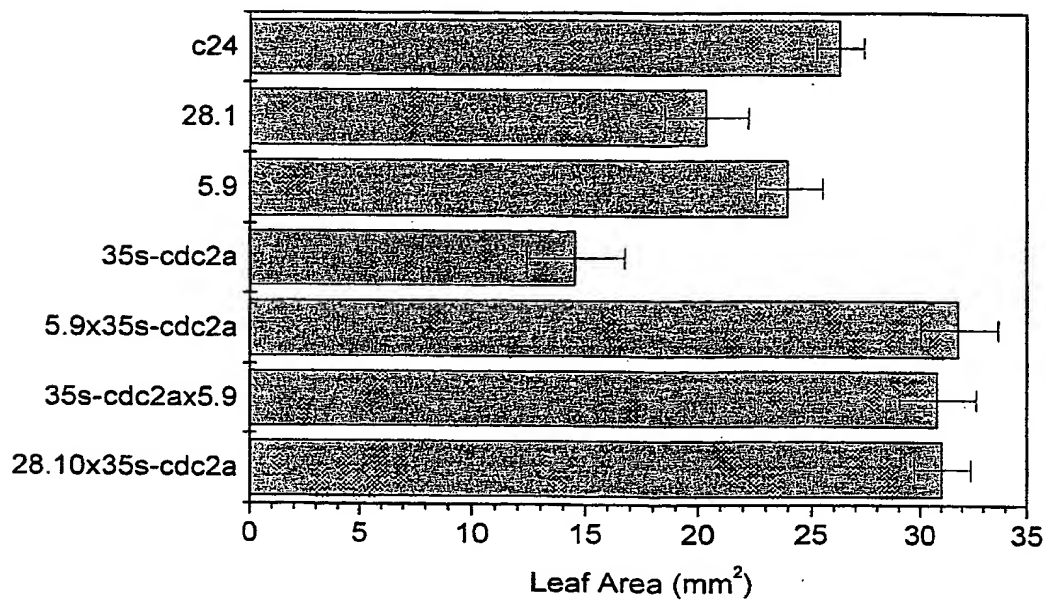 c24
28.1
5.9
35s-cdc2a
5.9x35s-cdc2a
35s-cdc2ax5.9
28.10x35s-cdc2a
0 5 10 15 20 25 30 35
Leaf Area (mm²)